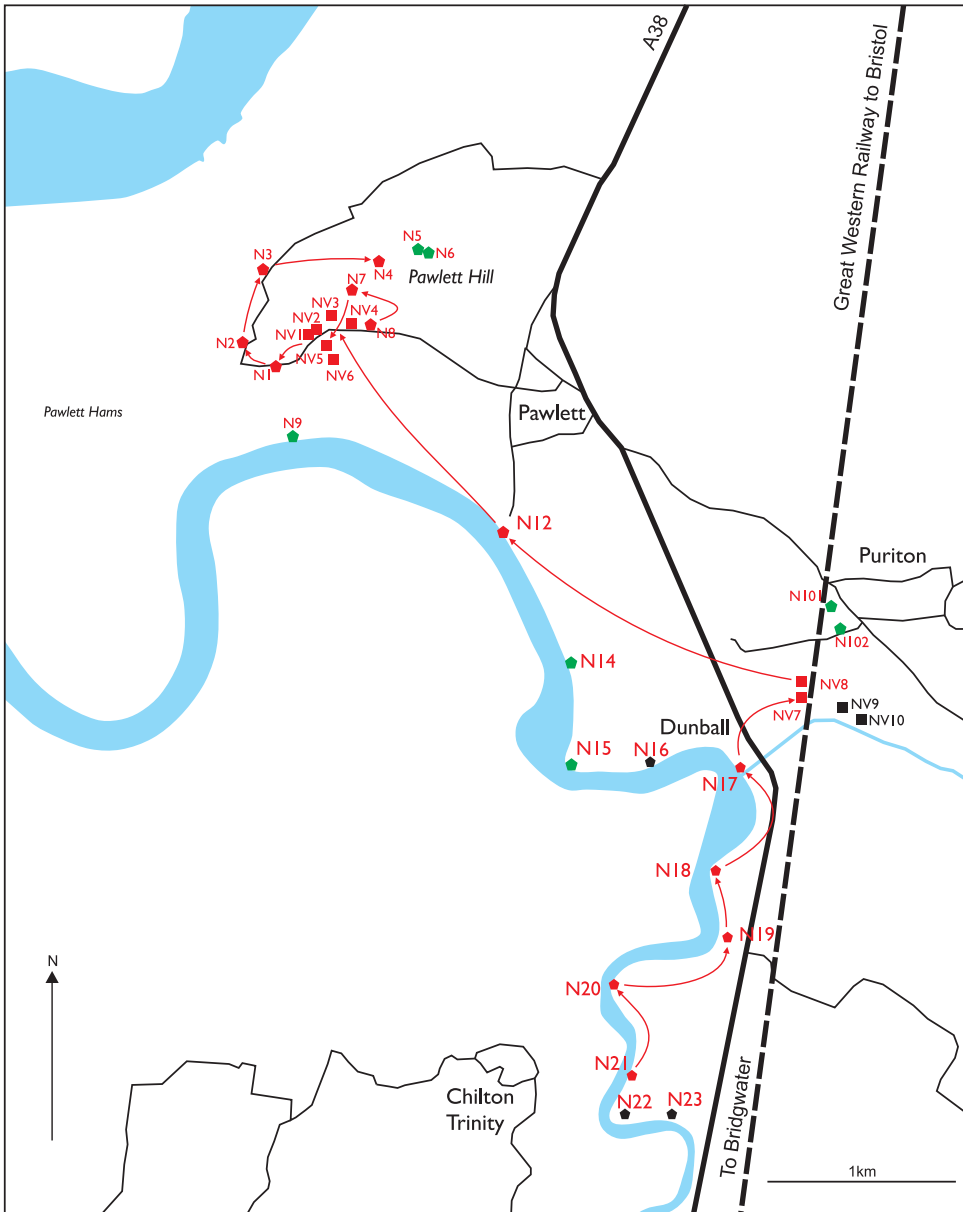 A38
Great Western Railway to Bristol
N5
N6
N3
N4
Pawlett Hill
N7
NV3
NV2
NV4
NV1
N8
N2
NV5
NV6
N1
Pawlett Hams
Pawlett
N9
N12
Puriton
N101
N102
N14
NV8
NV9
NV7
NV10
Dunball
N15
N16
N17
N18
N19
N
N20
N21
N22
N23
Chilton
Trinity
To Bridgwater
1km